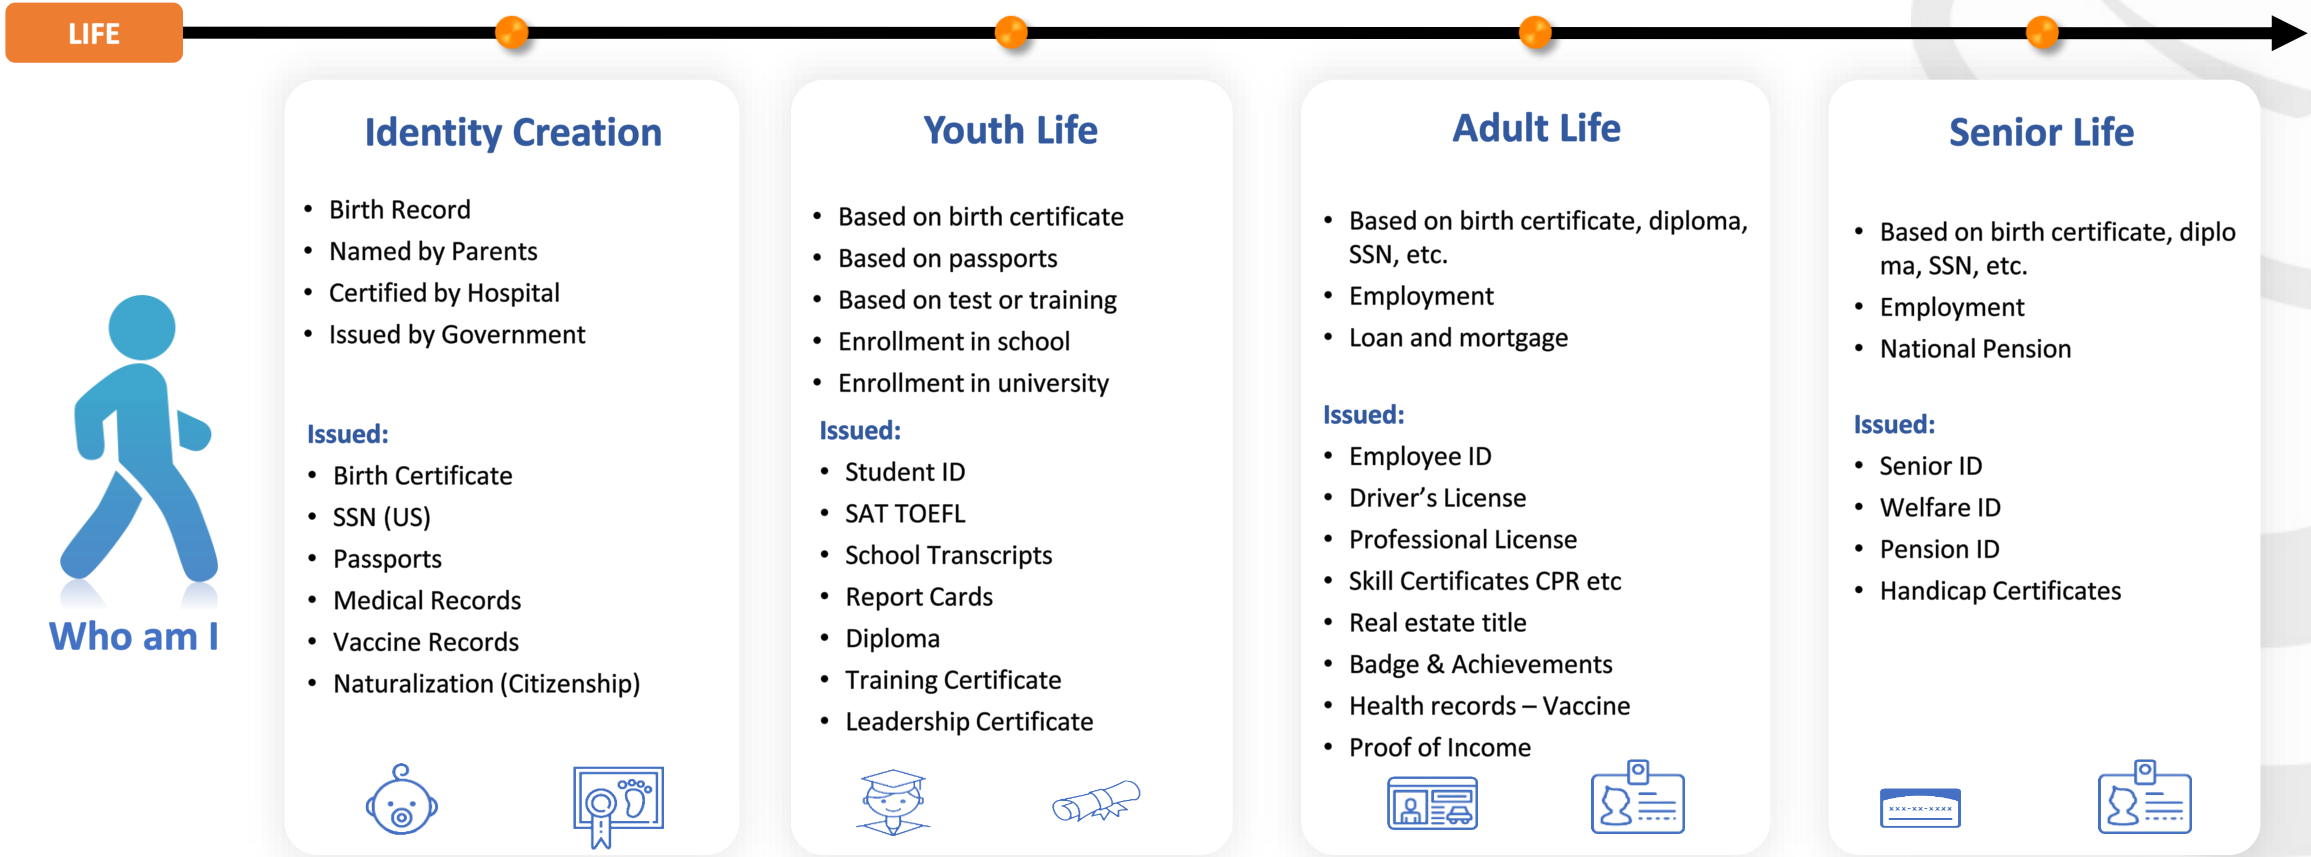 LIFE
Who am I
Identity Creation
• Birth Record
• Named by Parents
• Certified by Hospital
• Issued by Government
Issued:
• Birth Certificate
• SSN (US)
• Passports
• Medical Records
• Vaccine Records
• Naturalization (Citizenship)
Youth Life
• Based on birth certificate
• Based on passports
• Based on test or training
• Enrollment in school
• Enrollment in university
Issued:
• Student ID
• SAT TOEFL
• School Transcripts
• Report Cards
• Diploma
• Training Certificate
• Leadership Certificate
Adult Life
• Based on birth certificate, diploma,
SSN, etc.
• Employment
• Loan and mortgage
Issued:
• Employee ID
• Driver’s License
• Professional License
• Skill Certificates CPR etc
• Real estate title
• Badge & Achievements
• Health records – Vaccine
• Proof of Income
Senior Life
• Based on birth certificate, diplo
ma, SSN, etc.
• Employment
• National Pension
Issued:
• Senior ID
• Welfare ID
• Pension ID
• Handicap Certificates
xxx-xx-xxxx